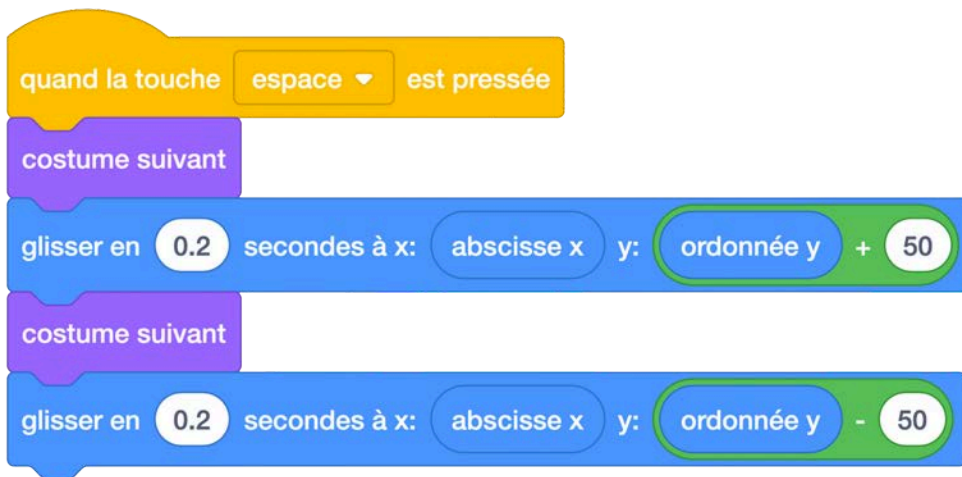 quand la touche espace est pressée
costume suivant
glisser en 0.2 secondes à x: abscisse x y: ordonnée y + 50
costume suivant
glisser en 0.2 secondes à x: abscisse x y: ordonnée y - 50